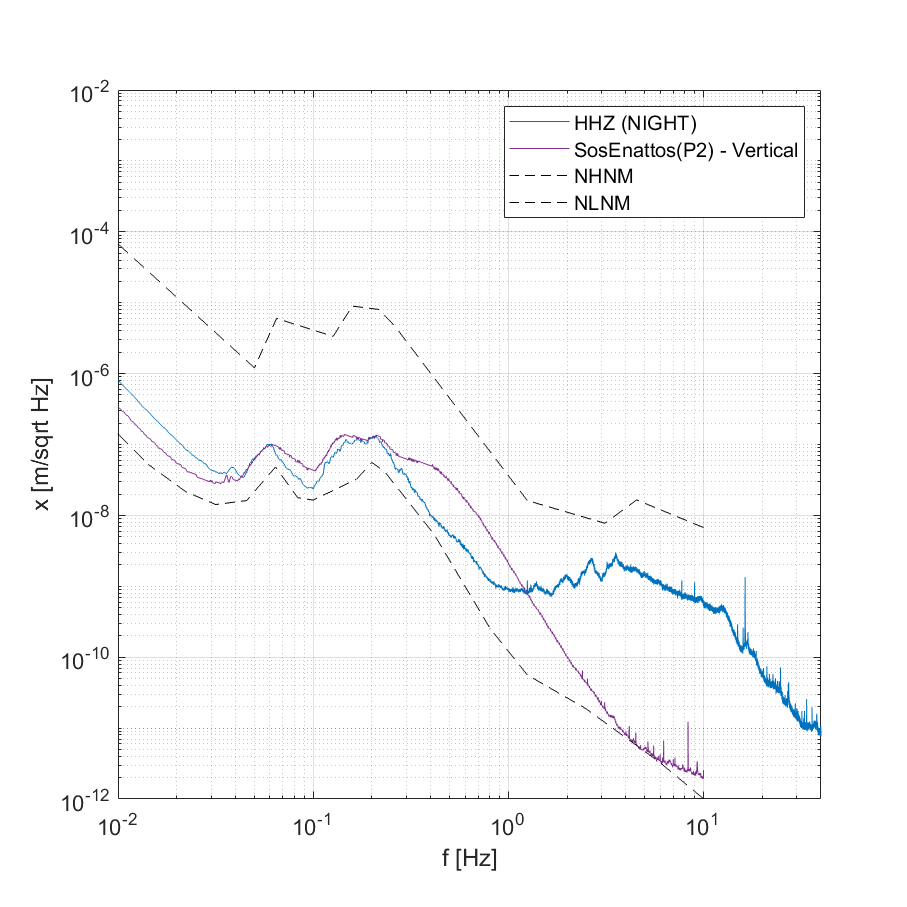 10^-2
10^-4
10^-6
10^-8
10^-10
10^-12
x [m/sqrt Hz]
HHZ (NIGHT)
SosEnattos(P2) - Vertical
NHNM
NLNM
10^-2 10^-1 10^0 10^1
f [Hz]